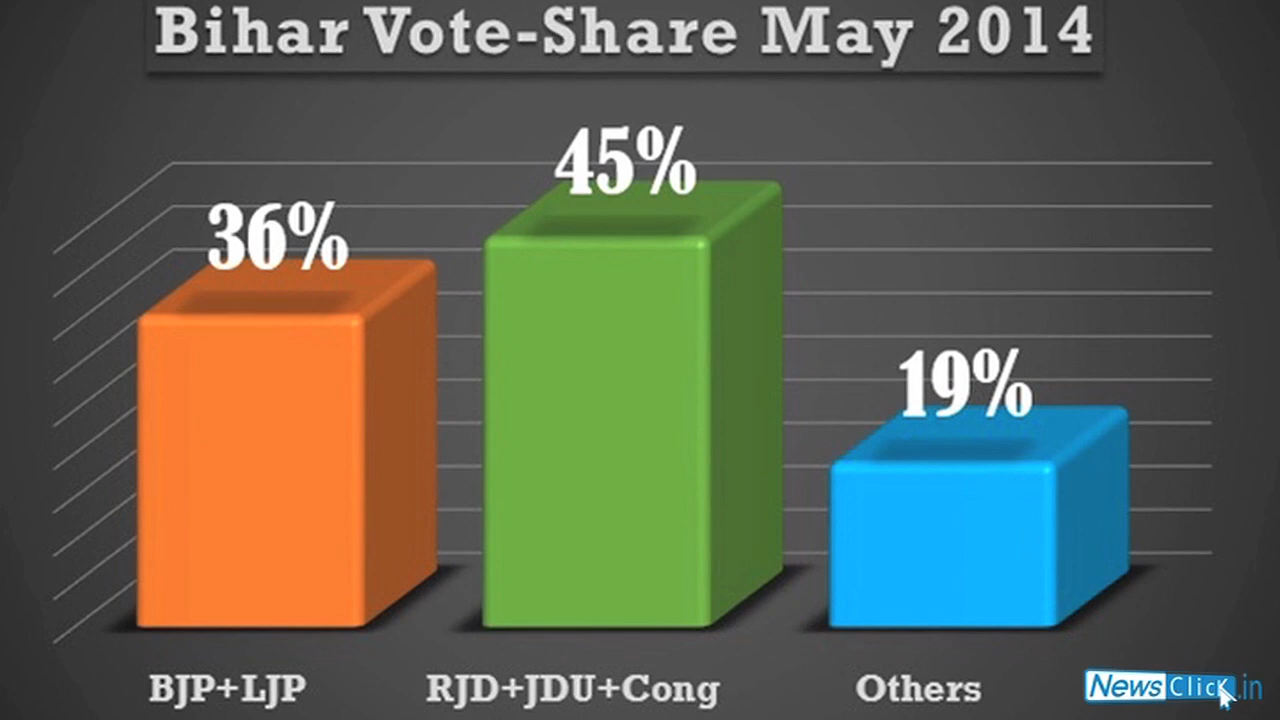 Bihar Vote-Share May 2014
45%
36%
19%
BJP+LJP
RJD+JDU+Cong
Others
NewsClick.in